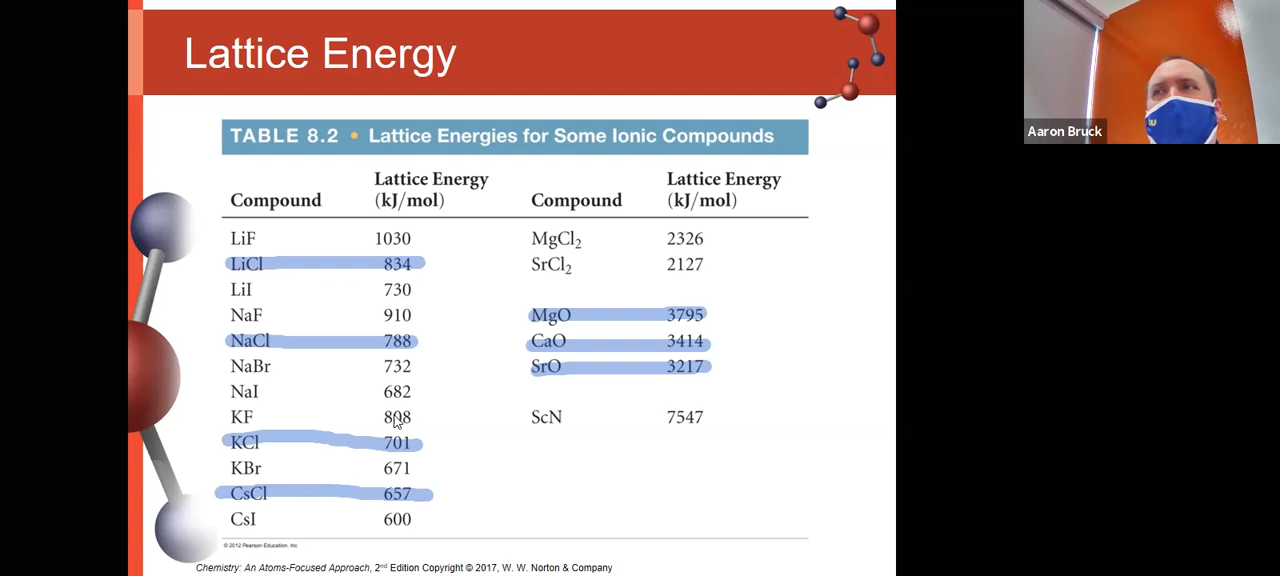 Lattice Energy
Aaron Bruck
TABLE 8.2 • Lattice Energies for Some Ionic Compounds
Compound Lattice Energy (kJ/mol) Compound Lattice Energy (kJ/mol)
LiF 1030 MgCl₂ 2326
LiCl 834 SrCl₂ 2127
LiI 730
NaF 910 MgO 3795
NaCl 788 CaO 3414
NaBr 732 SrO 3217
NaI 682
KF ScN 7547
KCl 701
KBr 671
CsCl 657
CsI 600
© 2012 Pearson Education, Inc.
Chemistry: An Atoms-Focused Approach, 2nd Edition Copyright © 2017, W. W. Norton & Company